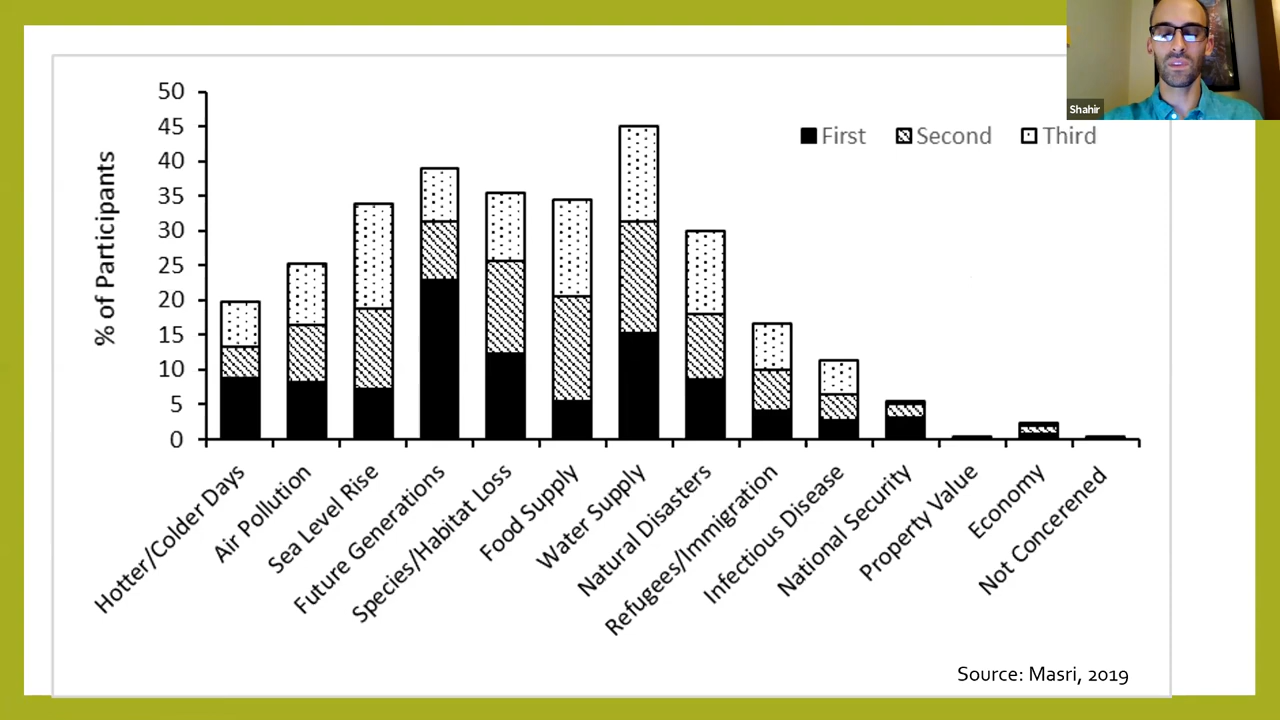 Shahir
50
45
40
35
30
25
20
15
10
5
0
% of Participants
First Second Third
Hotter/Colder Days
Air Pollution
Sea Level Rise
Future Generations
Species/Habitat Loss
Food Supply
Water Supply
Natural Disasters
Refugees/Immigration
Infectious Disease
National Security
Property Value
Economy
Not Concerened
Source: Masri, 2019